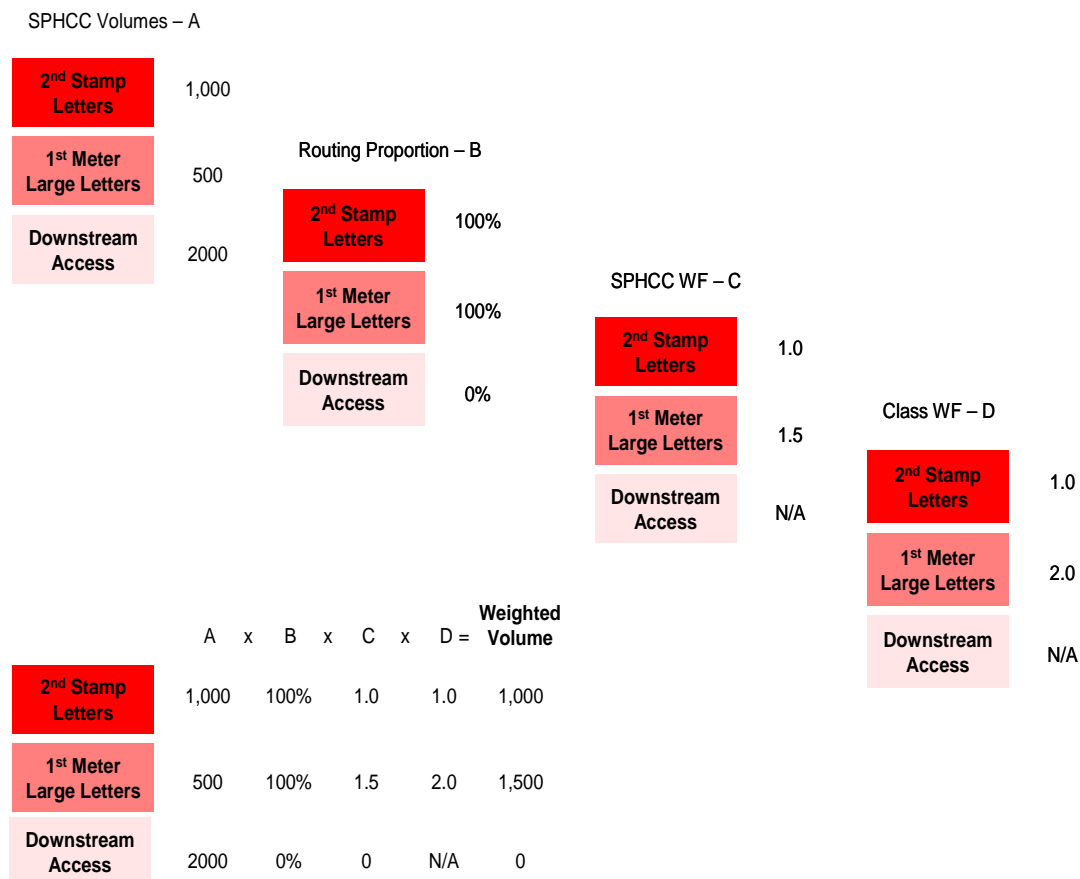 SPHCC Volumes – A
2nd Stamp
Letters
1,000
1st Meter
Large Letters
500
Downstream
Access
2000
Routing Proportion – B
2nd Stamp
Letters
100%
1st Meter
Large Letters
100%
Downstream
Access
0%
SPHCC WF – C
2nd Stamp
Letters
1.0
1st Meter
Large Letters
1.5
Downstream
Access
N/A
Class WF – D
2nd Stamp
Letters
1.0
1st Meter
Large Letters
2.0
Downstream
Access
N/A
A x B x C x D = Weighted Volume
2nd Stamp
Letters
1,000 100% 1.0 1.0 1,000
1st Meter
Large Letters
500 100% 1.5 2.0 1,500
Downstream
Access
2000 0% 0 N/A 0